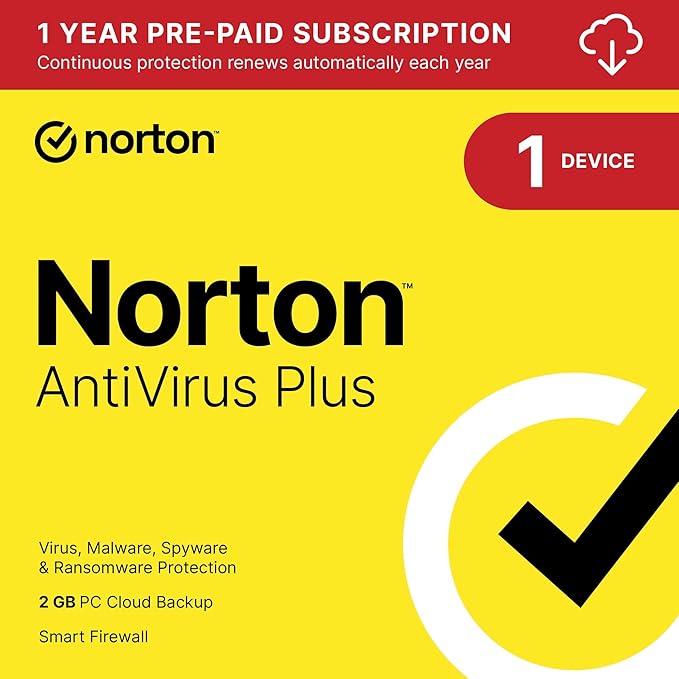 1 YEAR PRE-PAID SUBSCRIPTION
Continuous protection renews automatically each year
norton™
1 DEVICE
Norton™
AntiVirus Plus
Virus, Malware, Spyware
& Ransomware Protection
2 GB PC Cloud Backup
Smart Firewall